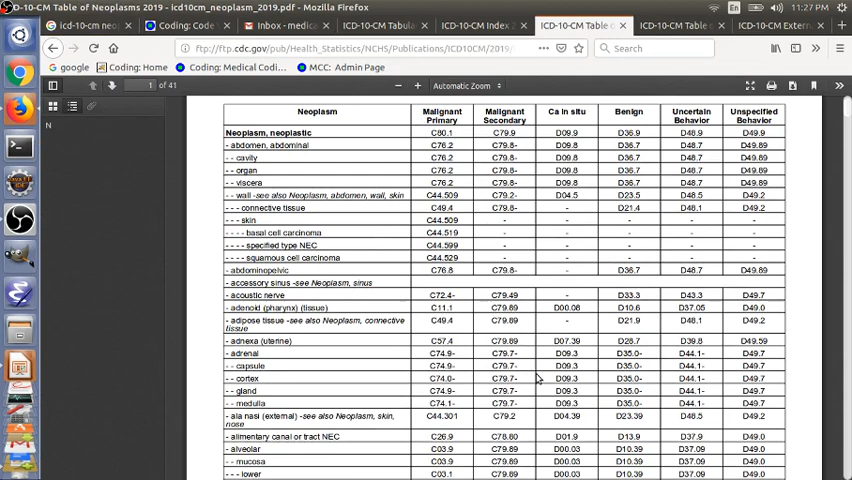 D-10-CM Table of Neoplasms 2019 - icd10cm_neoplasm_2019.pdf - Mozilla Firefox
En
11:27 PM
icd-10-cm neo
Coding: Code
Inbox - medica
ICD-10-CM Tabula
ICD-10-CM Index 2
ICD-10-CM Table o
ICD-10-CM Table o
ICD-10-CM Extern
ftp://ftp.cdc.gov/pub/Health_Statistics/NCHS/Publications/ICD10CM/2019/
Search
google
Coding: Home
Coding: Medical Codi...
MCC: Admin Page
1
of 41
Automatic Zoom
N
Neoplasm Malignant Primary Malignant Secondary Ca in situ Benign Uncertain Behavior Unspecified Behavior
Neoplasm, neoplastic C80.1 C79.9 D09.9 D36.9 D48.9 D49.9
- abdomen, abdominal C76.2 C79.8- D09.8 D36.7 D48.7 D49.89
- - cavity C76.2 C79.8- D09.8 D36.7 D48.7 D49.89
- - organ C76.2 C79.8- D09.8 D36.7 D48.7 D49.89
- - viscera C76.2 C79.8- D09.8 D36.7 D48.7 D49.89
- - wall -see also Neoplasm, abdomen, wall, skin C44.509 C79.2- D04.5 D23.5 D48.5 D49.2
- - - connective tissue C49.4 C79.8- - D21.4 D48.1 D49.2
- - - skin C44.509 - - - - -
- - - - basal cell carcinoma C44.519 - - - - -
- - - - specified type NEC C44.599 - - - - -
- - - - squamous cell carcinoma C44.529 - - - - -
- abdominopelvic C76.8 C79.8- - D36.7 D48.7 D49.89
- accessory sinus -see Neoplasm, sinus
- acoustic nerve C72.4- C79.49 - D33.3 D43.3 D49.7
- adenoid (pharynx) (tissue) C11.1 C79.89 D00.08 D10.6 D37.05 D49.0
- adipose tissue -see also Neoplasm, connective tissue C49.4 C79.89 - D21.9 D48.1 D49.2
- adnexa (uterine) C57.4 C79.89 D07.39 D28.7 D39.8 D49.59
- adrenal C74.9- C79.7- D09.3 D35.0- D44.1- D49.7
- - capsule C74.9- C79.7- D09.3 D35.0- D44.1- D49.7
- - cortex C74.0- C79.7- D09.3 D35.0- D44.1- D49.7
- - gland C74.9- C79.7- D09.3 D35.0- D44.1- D49.7
- - medulla C74.1- C79.7- D09.3 D35.0- D44.1- D49.7
- ala nasi (external) -see also Neoplasm, skin, nose C44.301 C79.2 D04.39 D23.39 D48.5 D49.2
- alimentary canal or tract NEC C26.9 C78.80 D01.9 D13.9 D37.9 D49.0
- alveolar C03.9 C79.89 D00.03 D10.39 D37.09 D49.0
- - mucosa C03.9 C79.89 D00.03 D10.39 D37.09 D49.0
- - - lower C03.1 C79.89 D00.03 D10.39 D37.09 D49.0